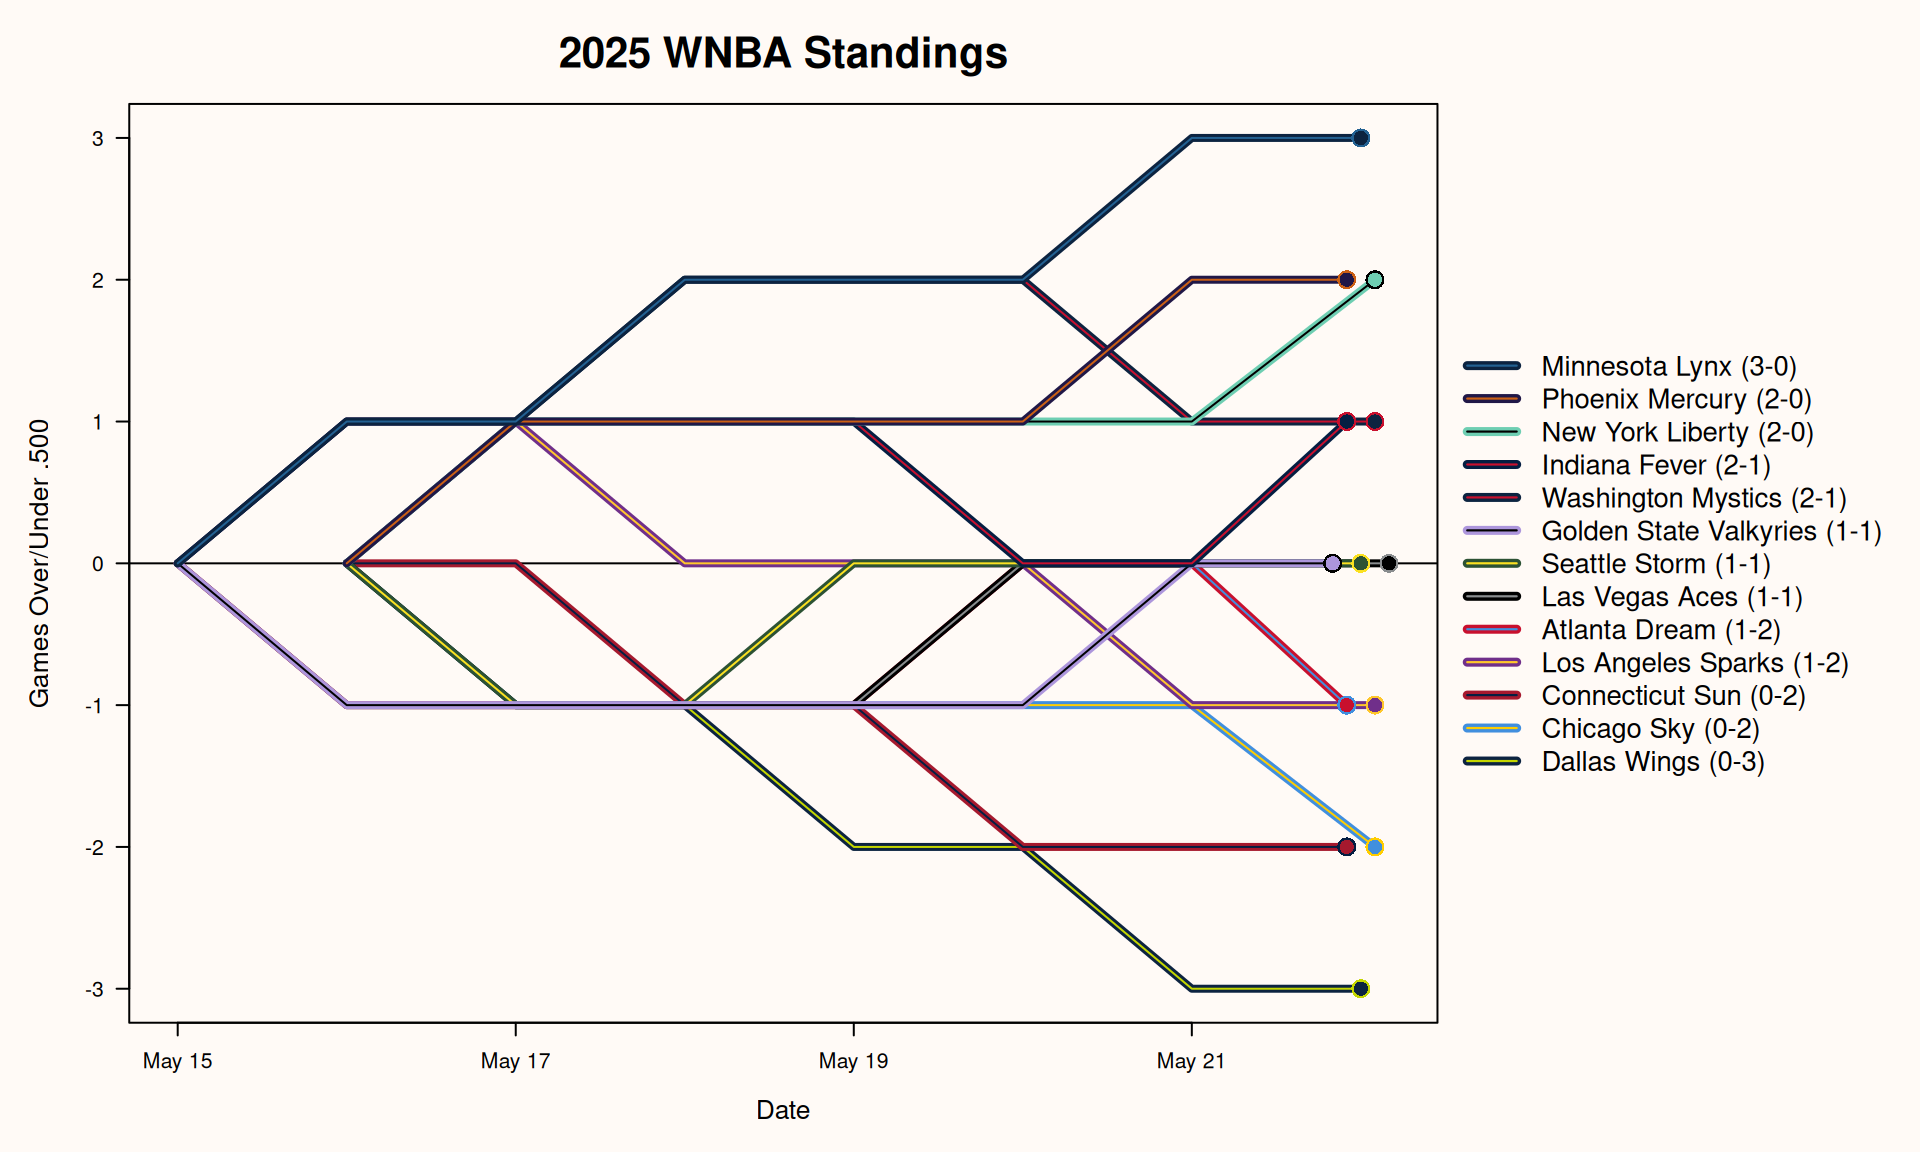 2025 WNBA Standings
Games Over/Under .500
3
2
1
0
-1
-2
-3
May 15
May 17
May 19
May 21
Date
Minnesota Lynx (3-0)
Phoenix Mercury (2-0)
New York Liberty (2-0)
Indiana Fever (2-1)
Washington Mystics (2-1)
Golden State Valkyries (1-1)
Seattle Storm (1-1)
Las Vegas Aces (1-1)
Atlanta Dream (1-2)
Los Angeles Sparks (1-2)
Connecticut Sun (0-2)
Chicago Sky (0-2)
Dallas Wings (0-3)